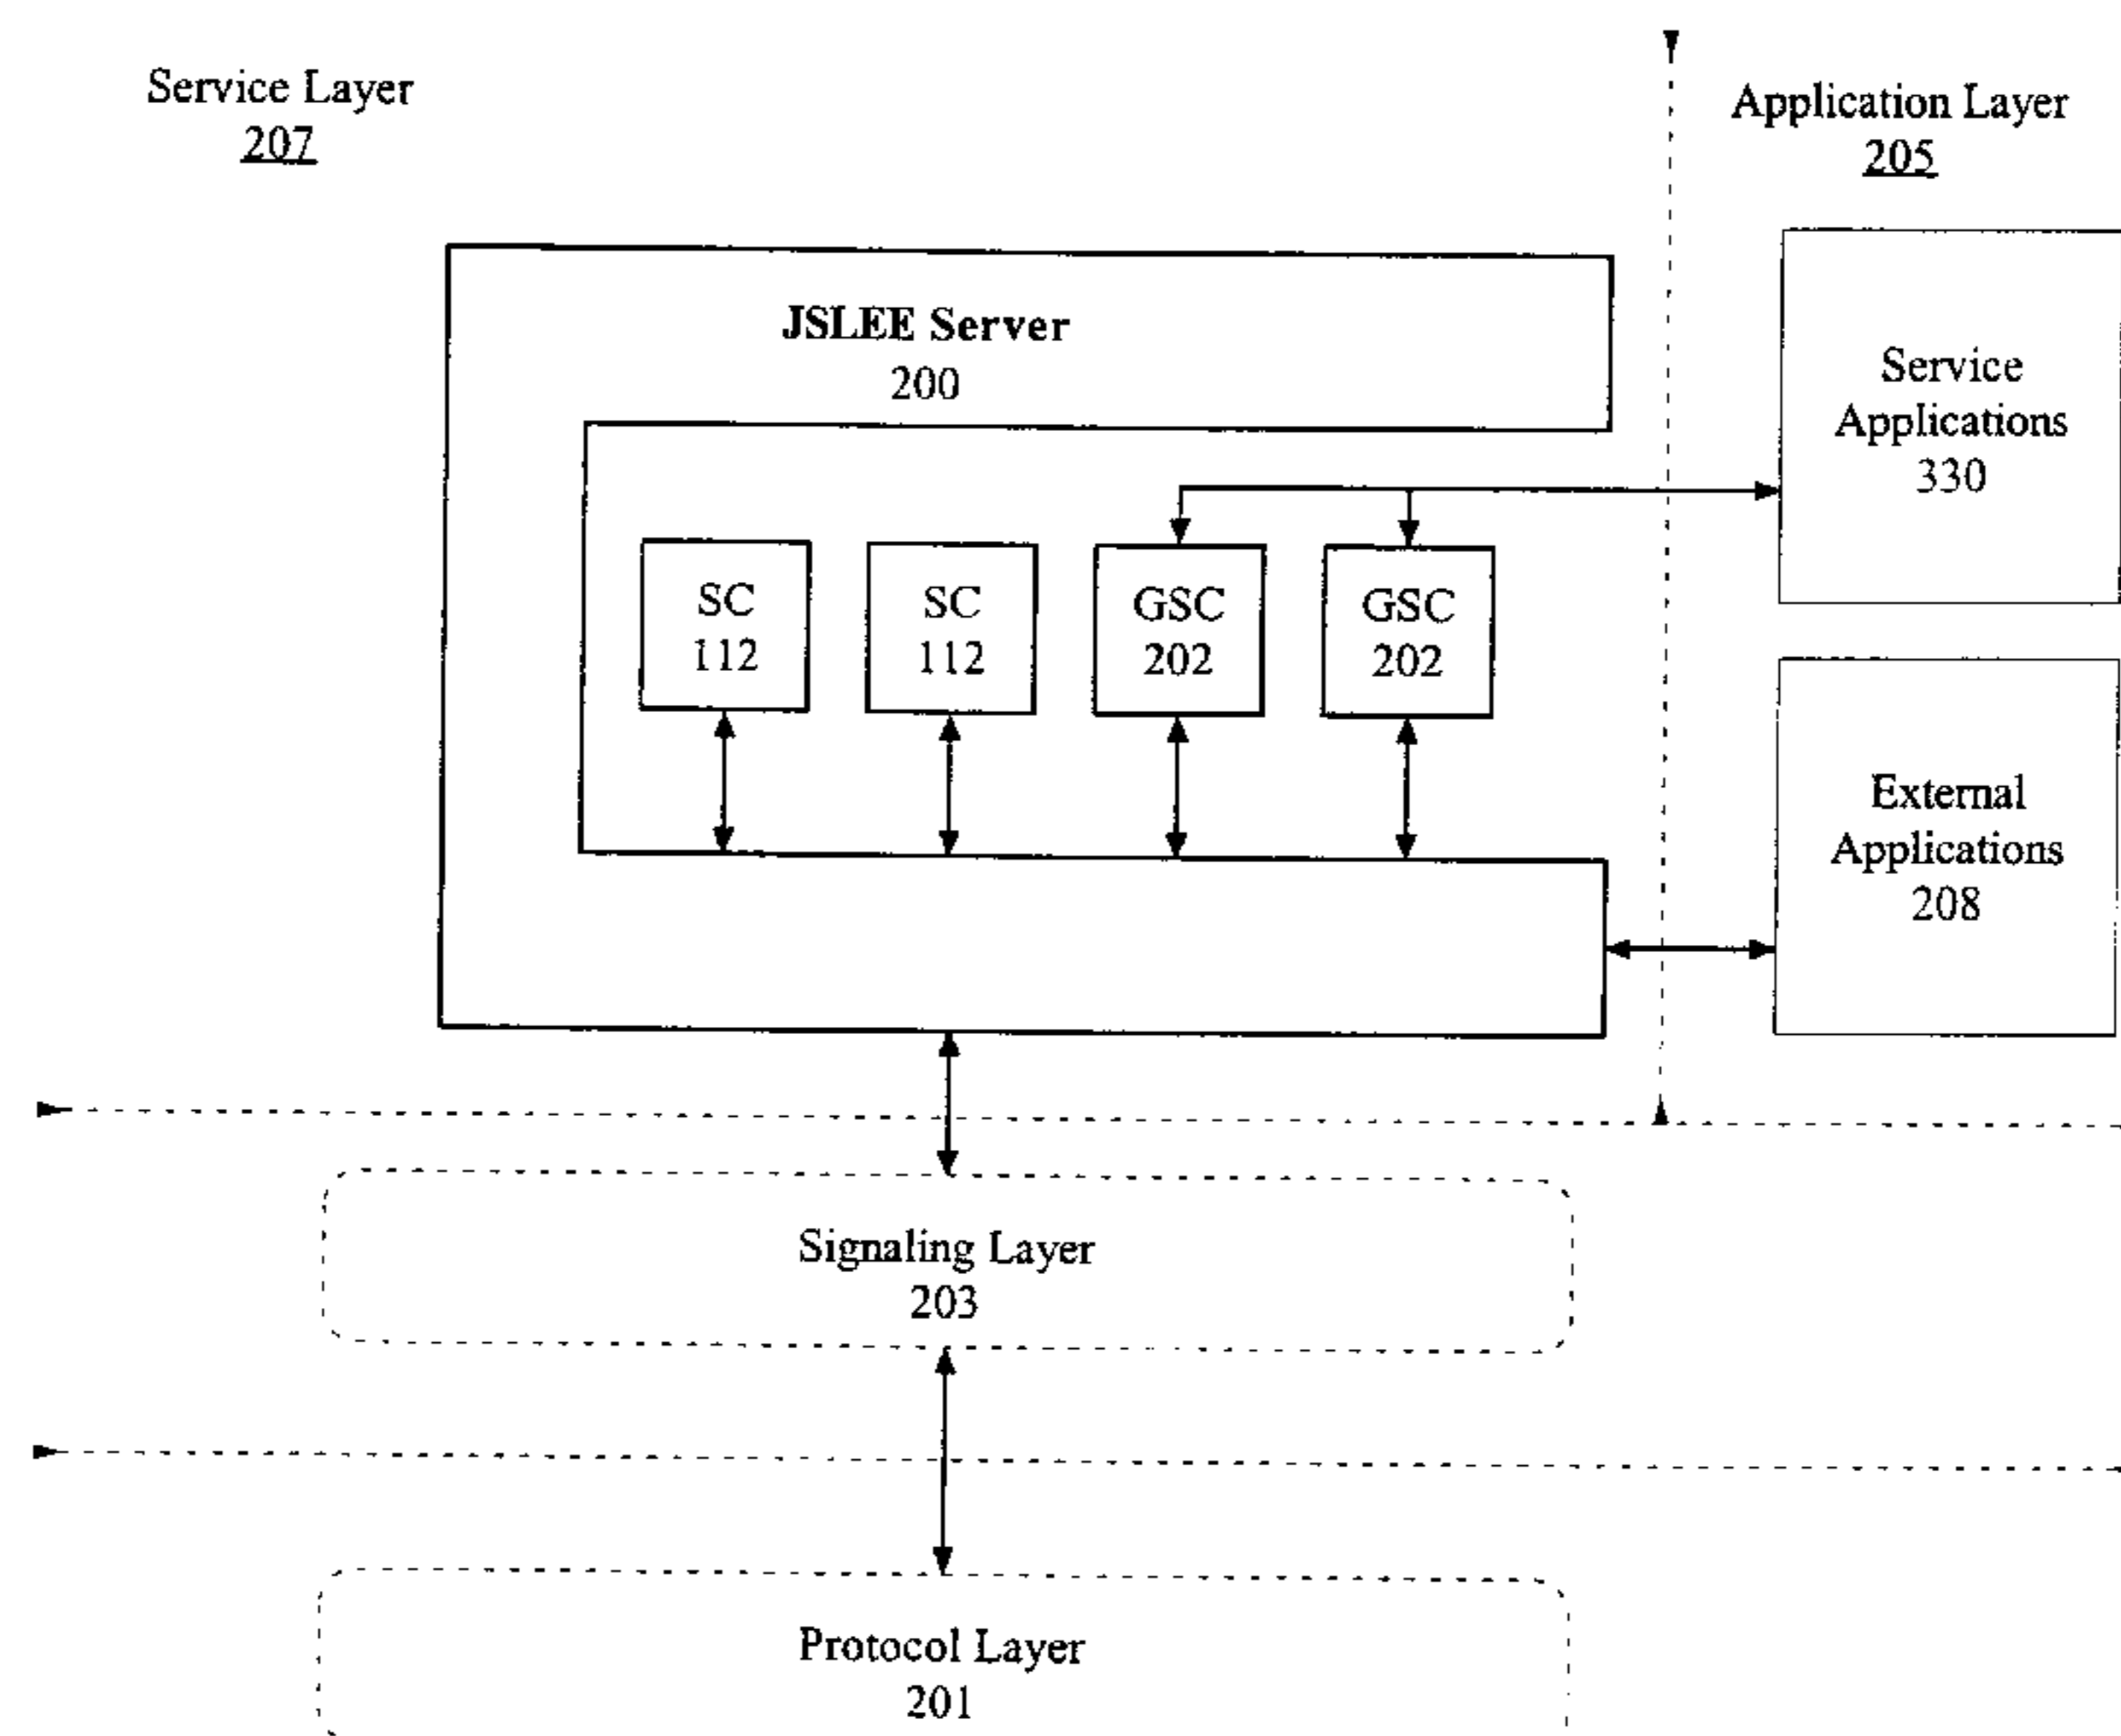 Service Layer
207
Application Layer
205
JSLEE Server
200
Service
Applications
330
SC
112
SC
112
GSC
202
GSC
202
External
Applications
208
Signaling Layer
203
Protocol Layer
201